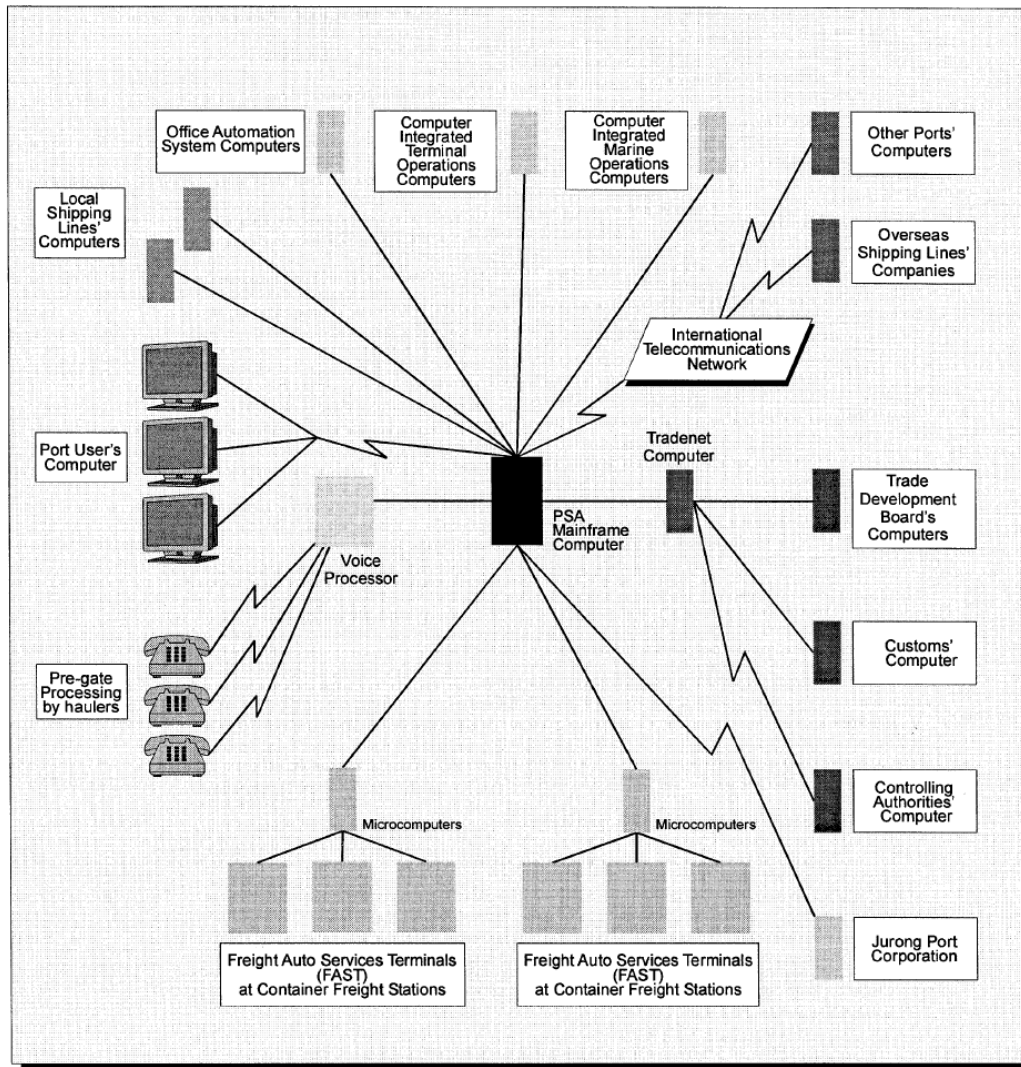 Office Automation
System Computers
Computer
Integrated
Terminal
Operations
Computers
Computer
Integrated
Marine
Operations
Computers
Other Ports'
Computers
Local
Shipping
Lines'
Computers
Overseas
Shipping Lines'
Companies
International
Telecommunications
Network
Port User's
Computer
Tradenet
Computer
PSA
Mainframe
Computer
Trade
Development
Board's
Computers
Voice
Processor
Customs'
Computer
Pre-gate
Processing
by haulers
Controlling
Authorities'
Computer
Microcomputers
Microcomputers
Freight Auto Services Terminals
(FAST)
at Container Freight Stations
Freight Auto Services Terminals
(FAST)
at Container Freight Stations
Jurong Port
Corporation